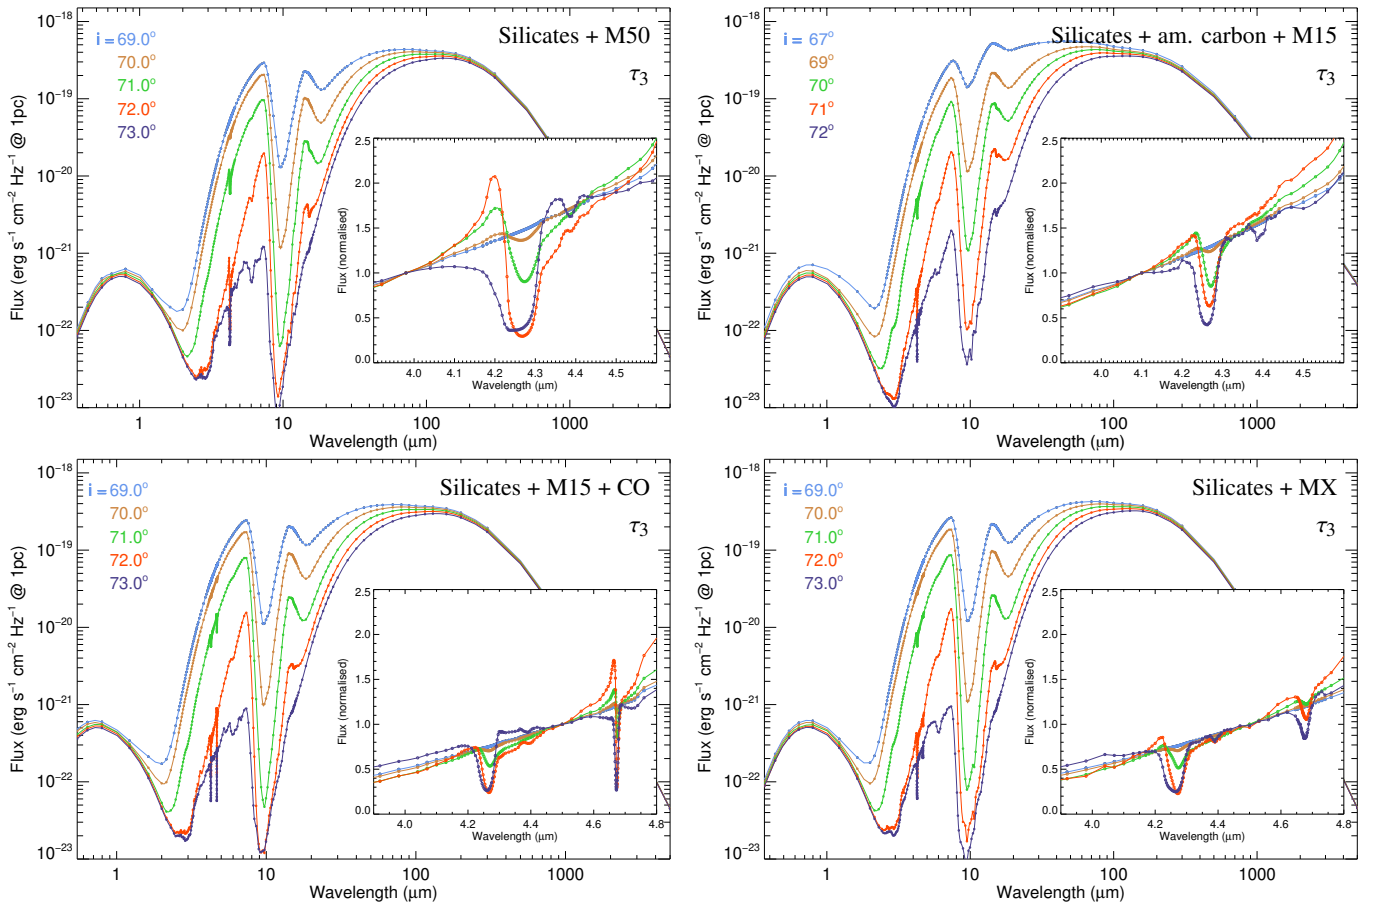 Silicates + M50
τ3
i = 69.0°
70.0°
71.0°
72.0°
73.0°
Flux (erg s⁻¹ cm⁻² Hz⁻¹ @ 1pc)
10⁻¹⁸
10⁻¹⁹
10⁻²⁰
10⁻²¹
10⁻²²
10⁻²³
1 10 100 1000
Wavelength (μm)
Flux (normalised)
2.5
2.0
1.5
1.0
0.5
0.0
4.0 4.1 4.2 4.3 4.4 4.5
Wavelength (μm)
Silicates + am. carbon + M15
τ3
i = 67°
69°
70°
71°
72°
Flux (erg s⁻¹ cm⁻² Hz⁻¹ @ 1pc)
10⁻¹⁸
10⁻¹⁹
10⁻²⁰
10⁻²¹
10⁻²²
10⁻²³
1 10 100 1000
Wavelength (μm)
Flux (normalised)
2.5
2.0
1.5
1.0
0.5
0.0
4.0 4.1 4.2 4.3 4.4 4.5
Wavelength (μm)
Silicates + M15 + CO
τ3
i = 69.0°
70.0°
71.0°
72.0°
73.0°
Flux (erg s⁻¹ cm⁻² Hz⁻¹ @ 1pc)
10⁻¹⁸
10⁻¹⁹
10⁻²⁰
10⁻²¹
10⁻²²
10⁻²³
1 10 100 1000
Wavelength (μm)
Flux (normalised)
2.5
2.0
1.5
1.0
0.5
0.0
4.0 4.2 4.4 4.6 4.8
Wavelength (μm)
Silicates + MX
τ3
i = 69.0°
70.0°
71.0°
72.0°
73.0°
Flux (erg s⁻¹ cm⁻² Hz⁻¹ @ 1pc)
10⁻¹⁸
10⁻¹⁹
10⁻²⁰
10⁻²¹
10⁻²²
10⁻²³
1 10 100 1000
Wavelength (μm)
Flux (normalised)
2.5
2.0
1.5
1.0
0.5
0.0
4.0 4.2 4.4 4.6 4.8
Wavelength (μm)